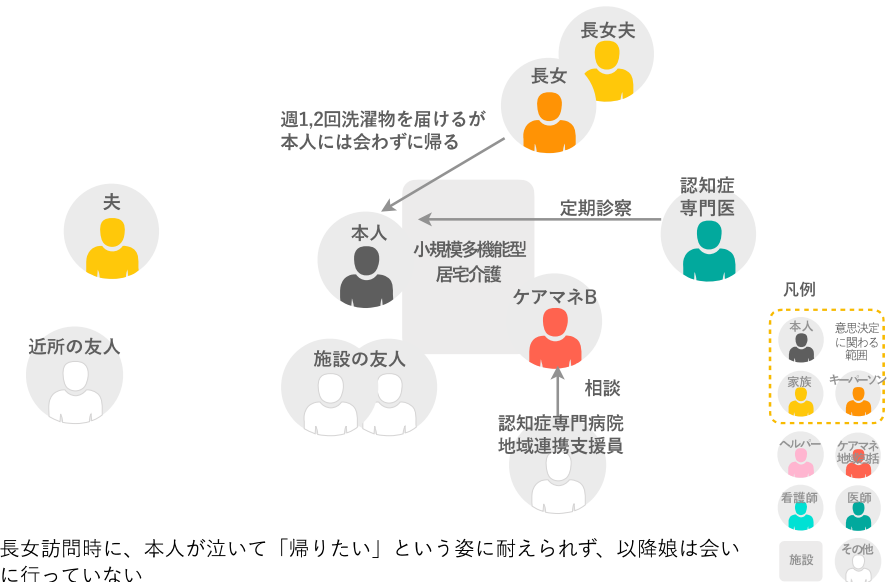 長女夫
長女
週1,2回洗濯物を届けるが
本人には会わずに帰る
認知症
専門医
夫
定期診察
本人
小規模多機能型
居宅介護
凡例
ケアマネB
本人
意思決定
に関わる
範囲
近所の友人
施設の友人
家族
キーパーソン
相談
認知症専門病院
地域連携支援員
ヘルパー
ケアマネ
地域包括
看護師
医師
施設
その他
長女訪問時に、本人が泣いて「帰りたい」という姿に耐えられず、以降娘は会い
に行っていない